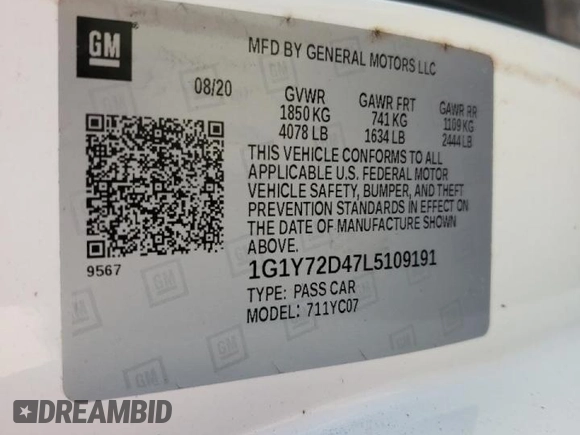 GM
MFD BY GENERAL MOTORS LLC
08/20
GVWR GAWR FRT GAWR RR
1850 KG 741 KG 1109 KG
4078 LB 1634 LB 2444 LB
THIS VEHICLE CONFORMS TO ALL
APPLICABLE U.S. FEDERAL MOTOR
VEHICLE SAFETY, BUMPER, AND THEFT
PREVENTION STANDARDS IN EFFECT ON
THE DATE OF MANUFACTURE SHOWN
ABOVE.
9567
1G1Y72D47L5109191
TYPE: PASS CAR
MODEL: 711YC07
DREAMBID